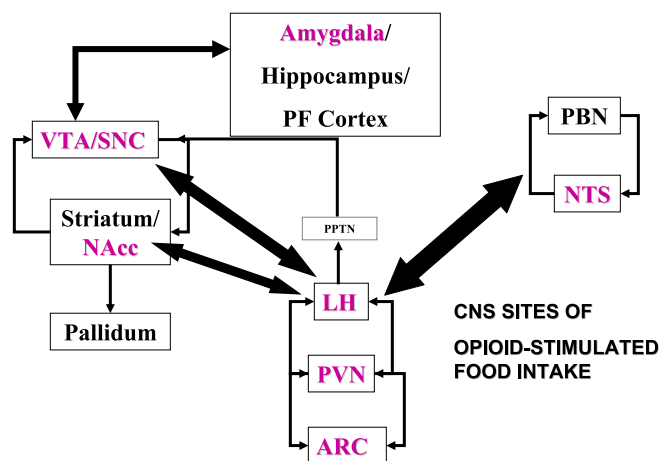 Amygdala/
Hippocampus/
PF Cortex
VTA/SNC
PBN
NTS
Striatum/
NAcc
PPTN
LH
Pallidum
CNS SITES OF
OPIOID-STIMULATED
FOOD INTAKE
PVN
ARC